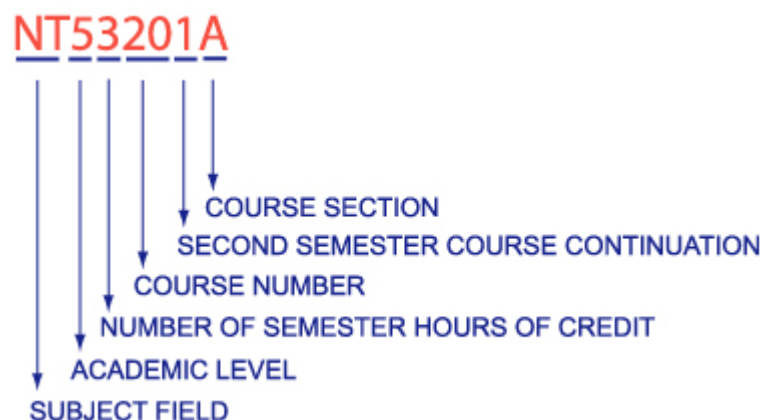 NT53201A
COURSE SECTION
SECOND SEMESTER COURSE CONTINUATION
COURSE NUMBER
NUMBER OF SEMESTER HOURS OF CREDIT
ACADEMIC LEVEL
SUBJECT FIELD